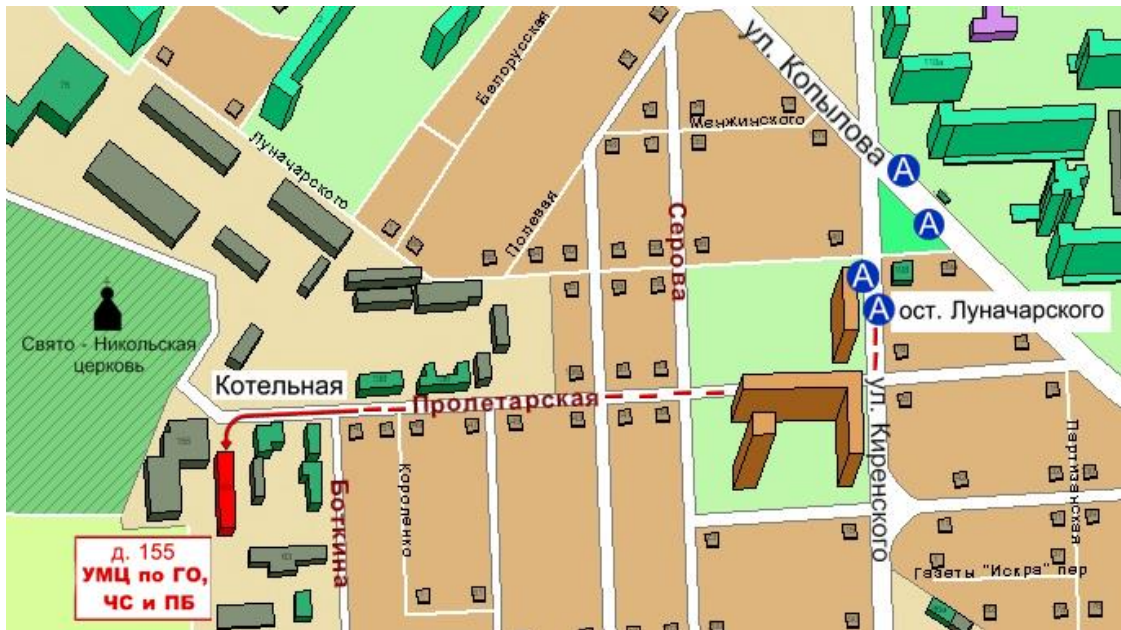 ул. Копылова
Белорусская
Менжинского
Луначарского
Полевая
Серова
А
А
А
А
ост. Луначарского
Свято - Никольская
церковь
Котельная
Пролетарская
ул. Киренского
Партизанская
Короленко
Боткина
д. 155
УМЦ по ГО,
ЧС и ПБ
Газеты "Искра" пер